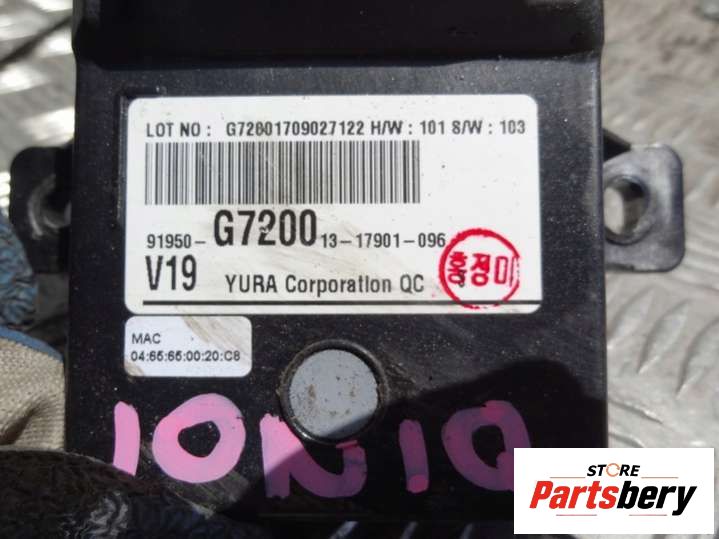 LOT NO : G72001709027122 H/W : 101 S/W : 103
91950- G7200 13-17901-096
V19 YURA Corporation QC
MAC
04:65:65:00:20:C8
IONIQ
STORE
Partsbery